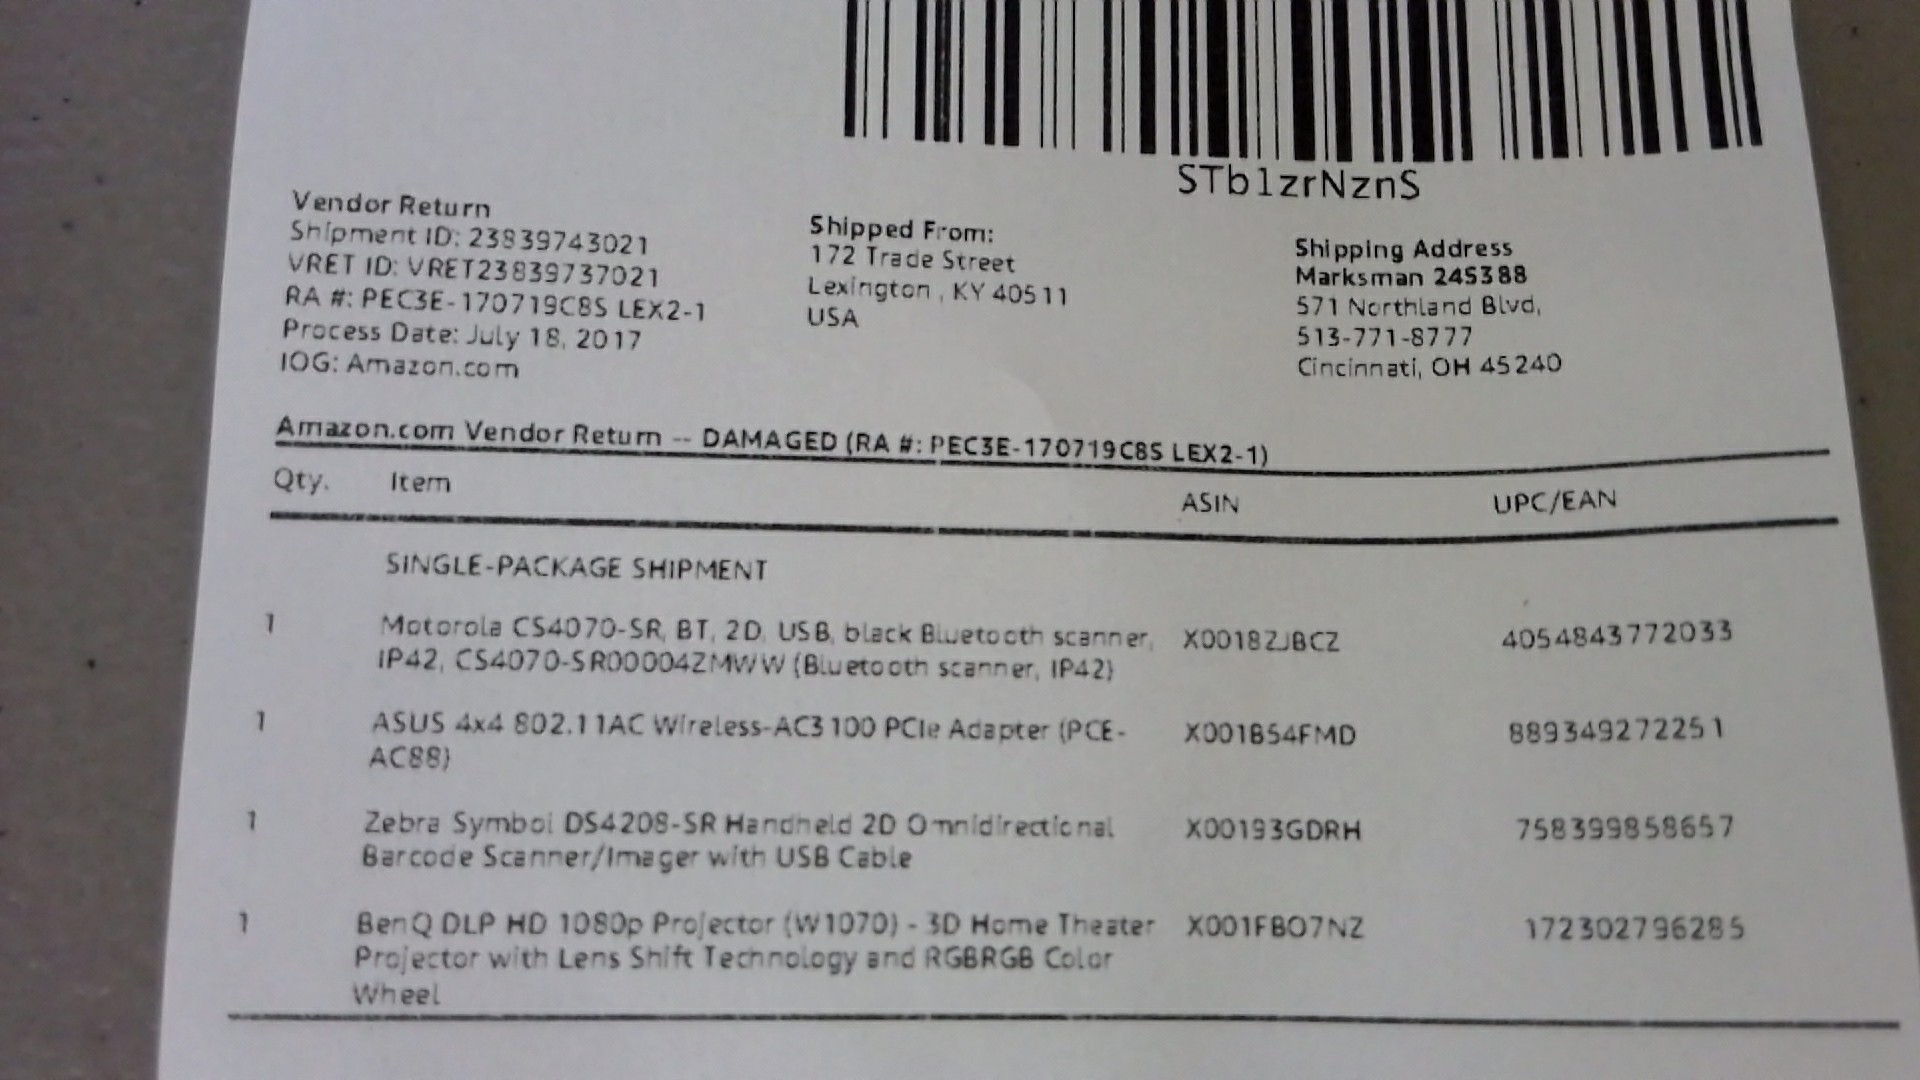 STb1zrNznS
Vendor Return
Shipment ID: 23839743021
VRET ID: VRET23839737021
RA #: PEC3E-170719C8S LEX2-1
Process Date: July 18, 2017
IOG: Amazon.com
Shipped From:
172 Trade Street
Lexington , KY 40511
USA
Shipping Address
Marksman 245388
571 Northland Blvd,
513-771-8777
Cincinnati, OH 45240
Amazon.com Vendor Return -- DAMAGED (RA #: PEC3E-170719C8S LEX2-1)
Qty. Item ASIN UPC/EAN
SINGLE-PACKAGE SHIPMENT
1 Motorola CS4070-SR, BT, 2D, USB, black Bluetooth scanner, X0018ZJBCZ 4054843772033
IP42, CS4070-SR00004ZMWW (Bluetooth scanner, IP42)
1 ASUS 4x4 802.11AC Wireless-AC3100 PCIe Adapter (PCE- X001B54FMD 889349272251
AC88)
1 Zebra Symbol DS4208-SR Handheld 2D Omnidirectional X00193GDRH 758399858657
Barcode Scanner/Imager with USB Cable
1 BenQ DLP HD 1080p Projector (W1070) - 3D Home Theater X001FBO7NZ 172302796285
Projector with Lens Shift Technology and RGBRGB Color
Wheel